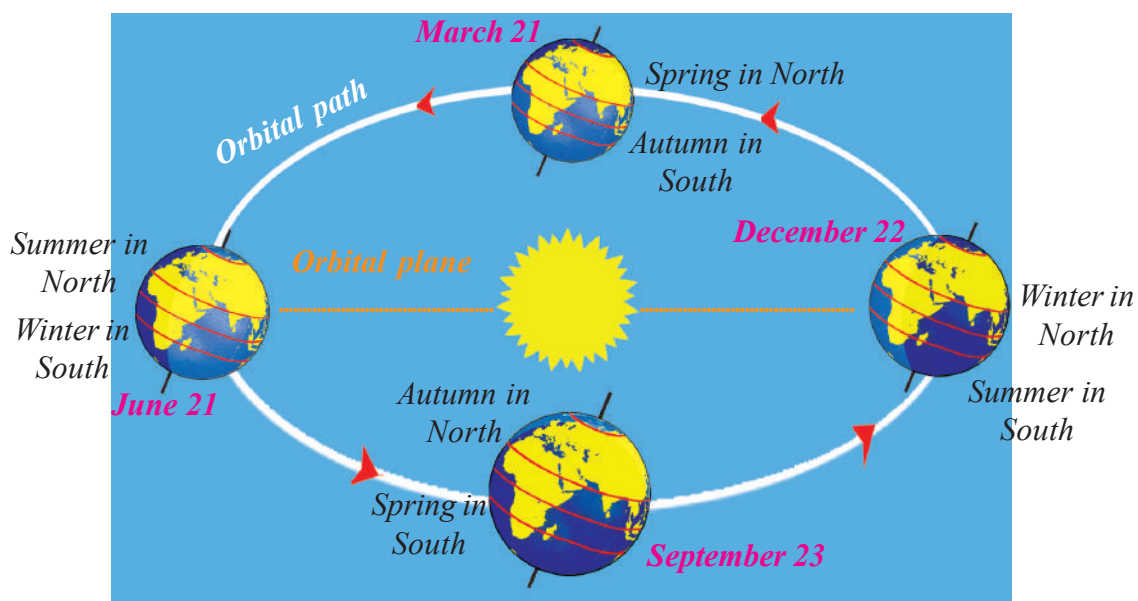 March 21
Spring in North
Autumn in
South
Orbital path
December 22
Summer in
North
Orbital plane
Winter in
North
Winter in
South
June 21
Autumn in
North
Summer in
South
Spring in
South
September 23